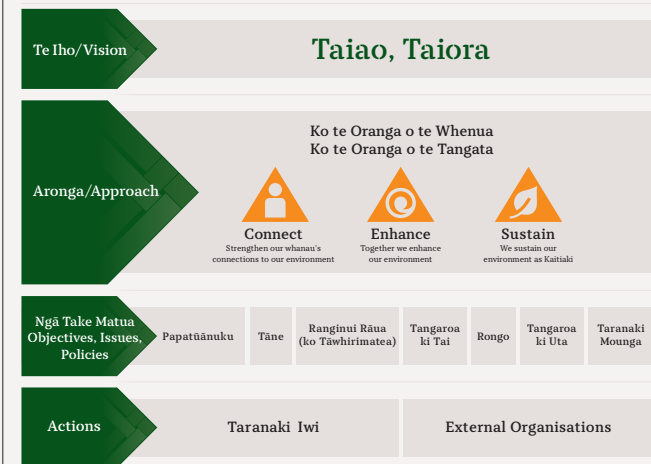 Te Iho/Vision
Taiao, Taiora
Aronga/Approach
Ko te Oranga o te Whenua
Ko te Oranga o te Tangata
Connect
Strengthen our whanau's
connections to our environment
Enhance
Together we enhance
our environment
Sustain
We sustain our
environment as Kaitiaki
Ngā Take Matua
Objectives, Issues,
Policies
Papatūānuku
Tāne
Ranginui Rāua
(ko Tāwhirimatea)
Tangaroa
ki Tai
Rongo
Tangaroa
ki Uta
Taranaki
Mounga
Actions
Taranaki Iwi
External Organisations